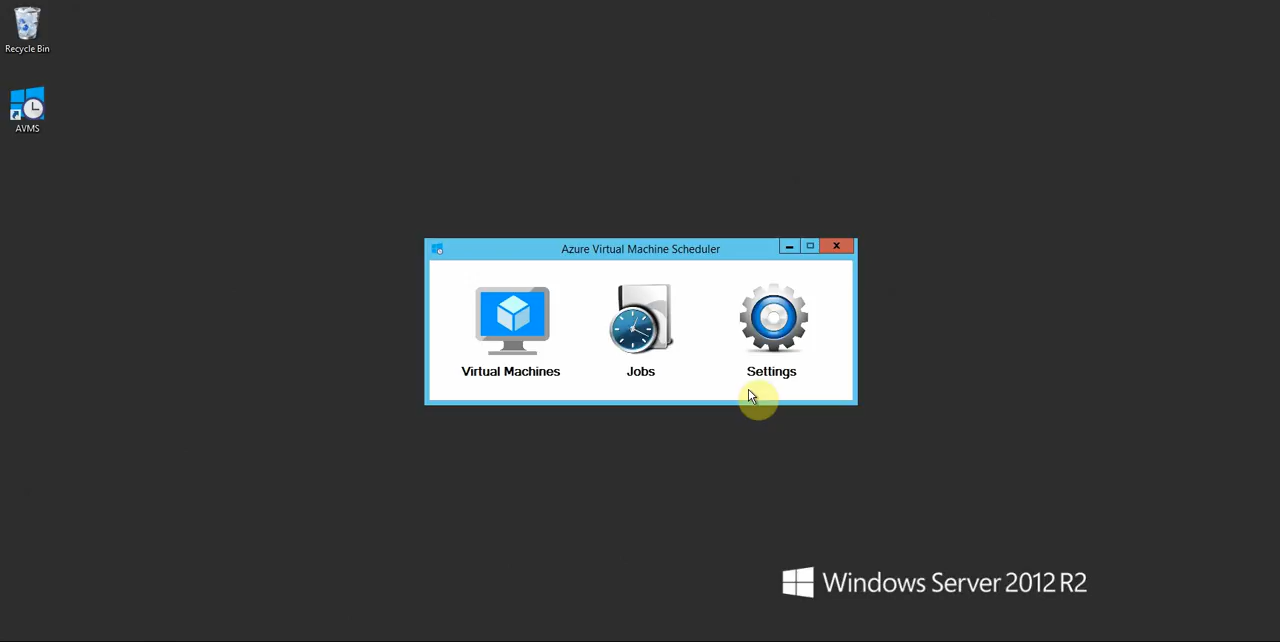 Recycle Bin
AVMS
Azure Virtual Machine Scheduler
Virtual Machines
Jobs
Settings
Windows Server 2012 R2